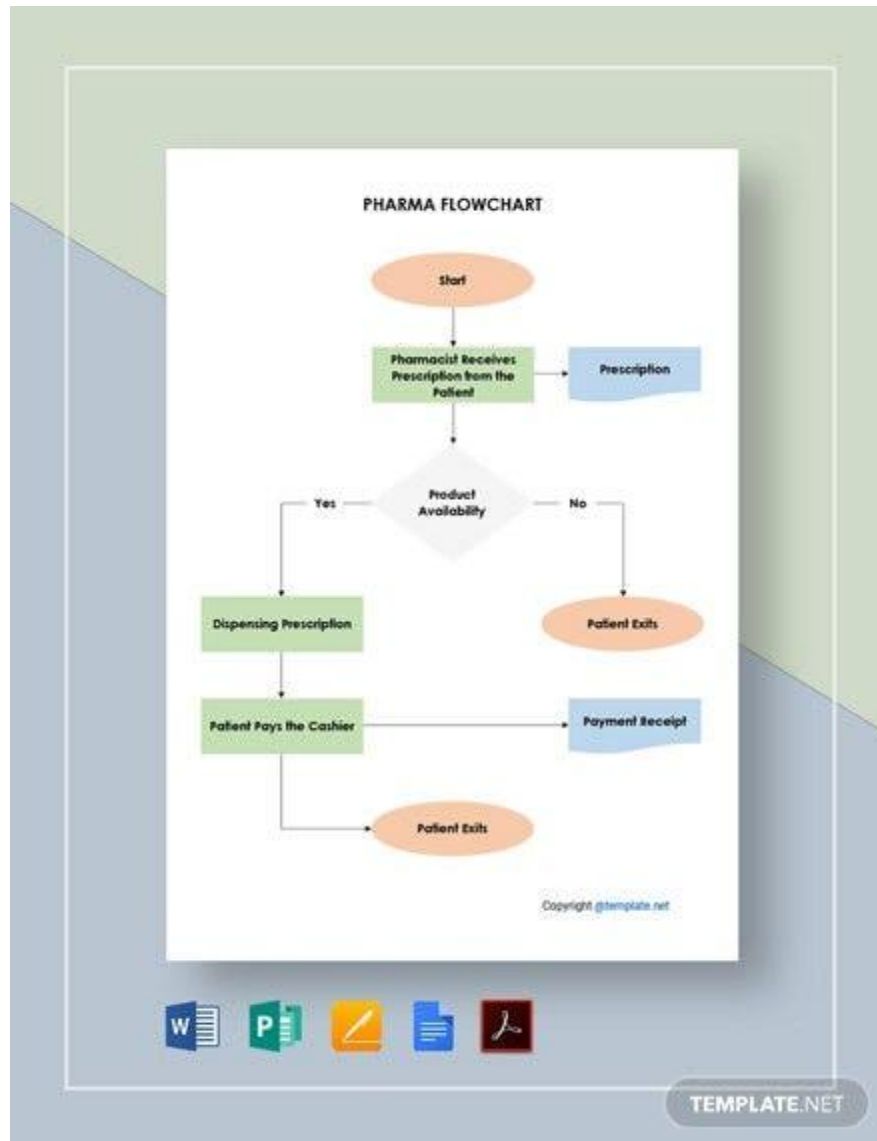 PHARMA FLOWCHART
Start
Pharmacist Receives
Prescription from the
Patient
Prescription
Product
Availability
Yes
No
Dispensing Prescription
Patient Exits
Patient Pays the Cashier
Payment Receipt
Patient Exits
Copyright @template.net
W
P
TEMPLATE.NET